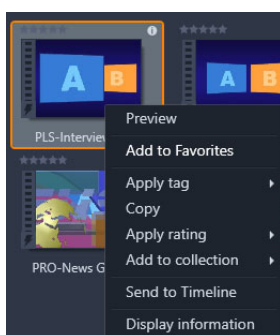 A B
A B
PLS-Interview
PRO-News G
Preview
Add to Favorites
Apply tag
Copy
Apply rating
Add to collection
Send to Timeline
Display information